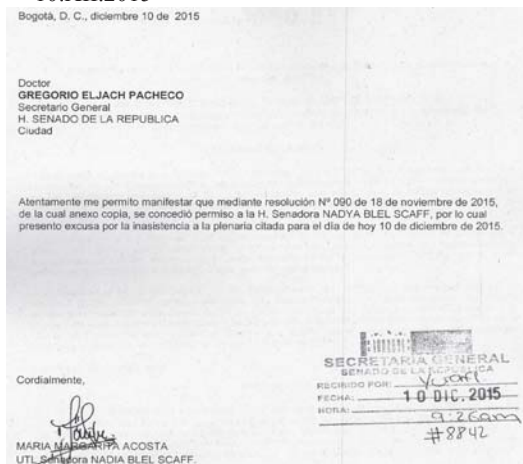 10.XII.2015
Bogotá, D. C., diciembre 10 de 2015
Doctor
GREGORIO ELJACH PACHECO
Secretario General
H. SENADO DE LA REPUBLICA
Ciudad
Atentamente me permito manifestar que mediante resolución Nº 090 de 18 de noviembre de 2015,
de la cual anexo copia, se concedió permiso a la H. Senadora NADYA BLEL SCAFF, por lo cual
presento excusa por la inasistencia a la plenaria citada para el día de hoy 10 de diciembre de 2015.
SECRETARIA GENERAL
SENADO DE LA REPUBLICA
RECIBIDO POR:
FECHA: 10 DIC. 2015
HORA: 9:26am
#8842
Cordialmente,
MARIA MARGARITA ACOSTA
UTL Senadora NADIA BLEL SCAFF.